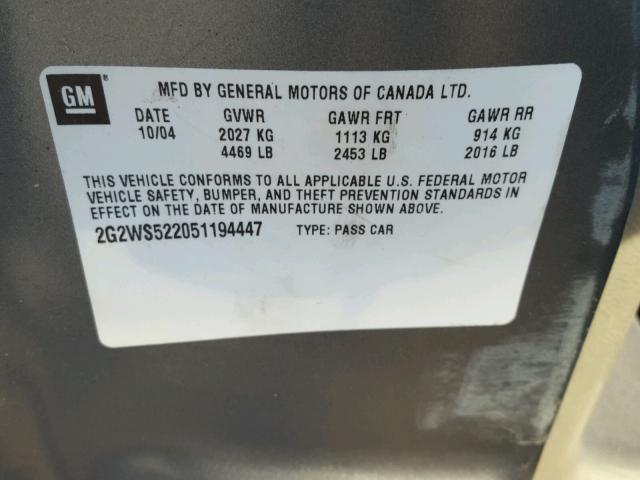 GM ®
MFD BY GENERAL MOTORS OF CANADA LTD.
DATE GVWR GAWR FRT GAWR RR
10/04 2027 KG 1113 KG 914 KG
4469 LB 2453 LB 2016 LB
THIS VEHICLE CONFORMS TO ALL APPLICABLE U.S. FEDERAL MOTOR
VEHICLE SAFETY, BUMPER, AND THEFT PREVENTION STANDARDS IN
EFFECT ON THE DATE OF MANUFACTURE SHOWN ABOVE.
2G2WS522051194447 TYPE: PASS CAR